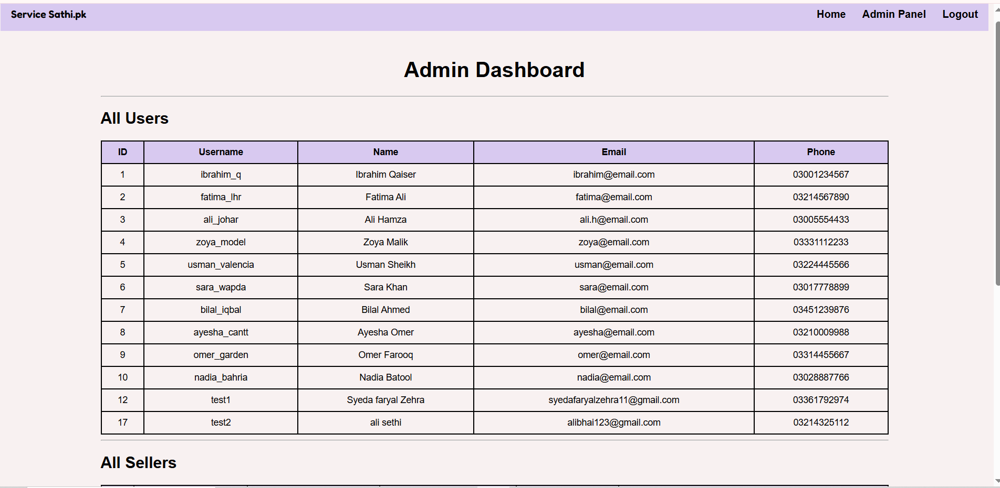 Service Sathi.pk Home Admin Panel Logout
Admin Dashboard
All Users
ID Username Name Email Phone
1 ibrahim_q Ibrahim Qaiser ibrahim@email.com 03001234567
2 fatima_lhr Fatima Ali fatima@email.com 03214567890
3 ali_johar Ali Hamza ali.h@email.com 03005554433
4 zoya_model Zoya Malik zoya@email.com 03331112233
5 usman_valencia Usman Sheikh usman@email.com 03224445566
6 sara_wapda Sara Khan sara@email.com 03017778899
7 bilal_iqbal Bilal Ahmed bilal@email.com 03451239876
8 ayesha_cantt Ayesha Omer ayesha@email.com 03210009988
9 omer_garden Omer Farooq omer@email.com 03314455667
10 nadia_bahria Nadia Batool nadia@email.com 03028887766
12 test1 Syeda faryal Zehra syedafaryalzehra11@gmail.com 03361792974
17 test2 ali sethi alibhai123@gmail.com 03214325112
All Sellers